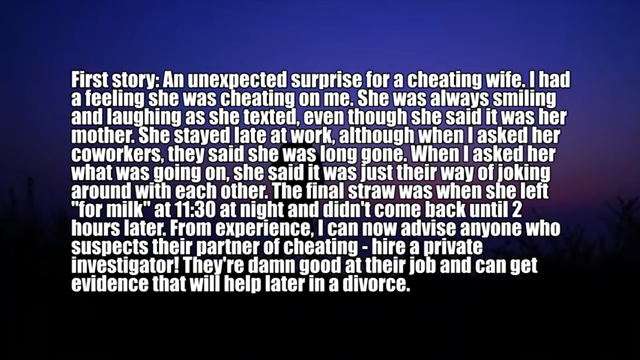 First story: An unexpected surprise for a cheating wife. I had
a feeling she was cheating on me. She was always smiling
and laughing as she texted, even though she said it was her
mother. She stayed late at work, although when I asked her
coworkers, they said she was long gone. When I asked her
what was going on, she said it was just their way of joking
around with each other. The final straw was when she left
"for milk" at 11:30 at night and didn't come back until 2
hours later. From experience, I can now advise anyone who
suspects their partner of cheating - hire a private
investigator! They're damn good at their job and can get
evidence that will help later in a divorce.